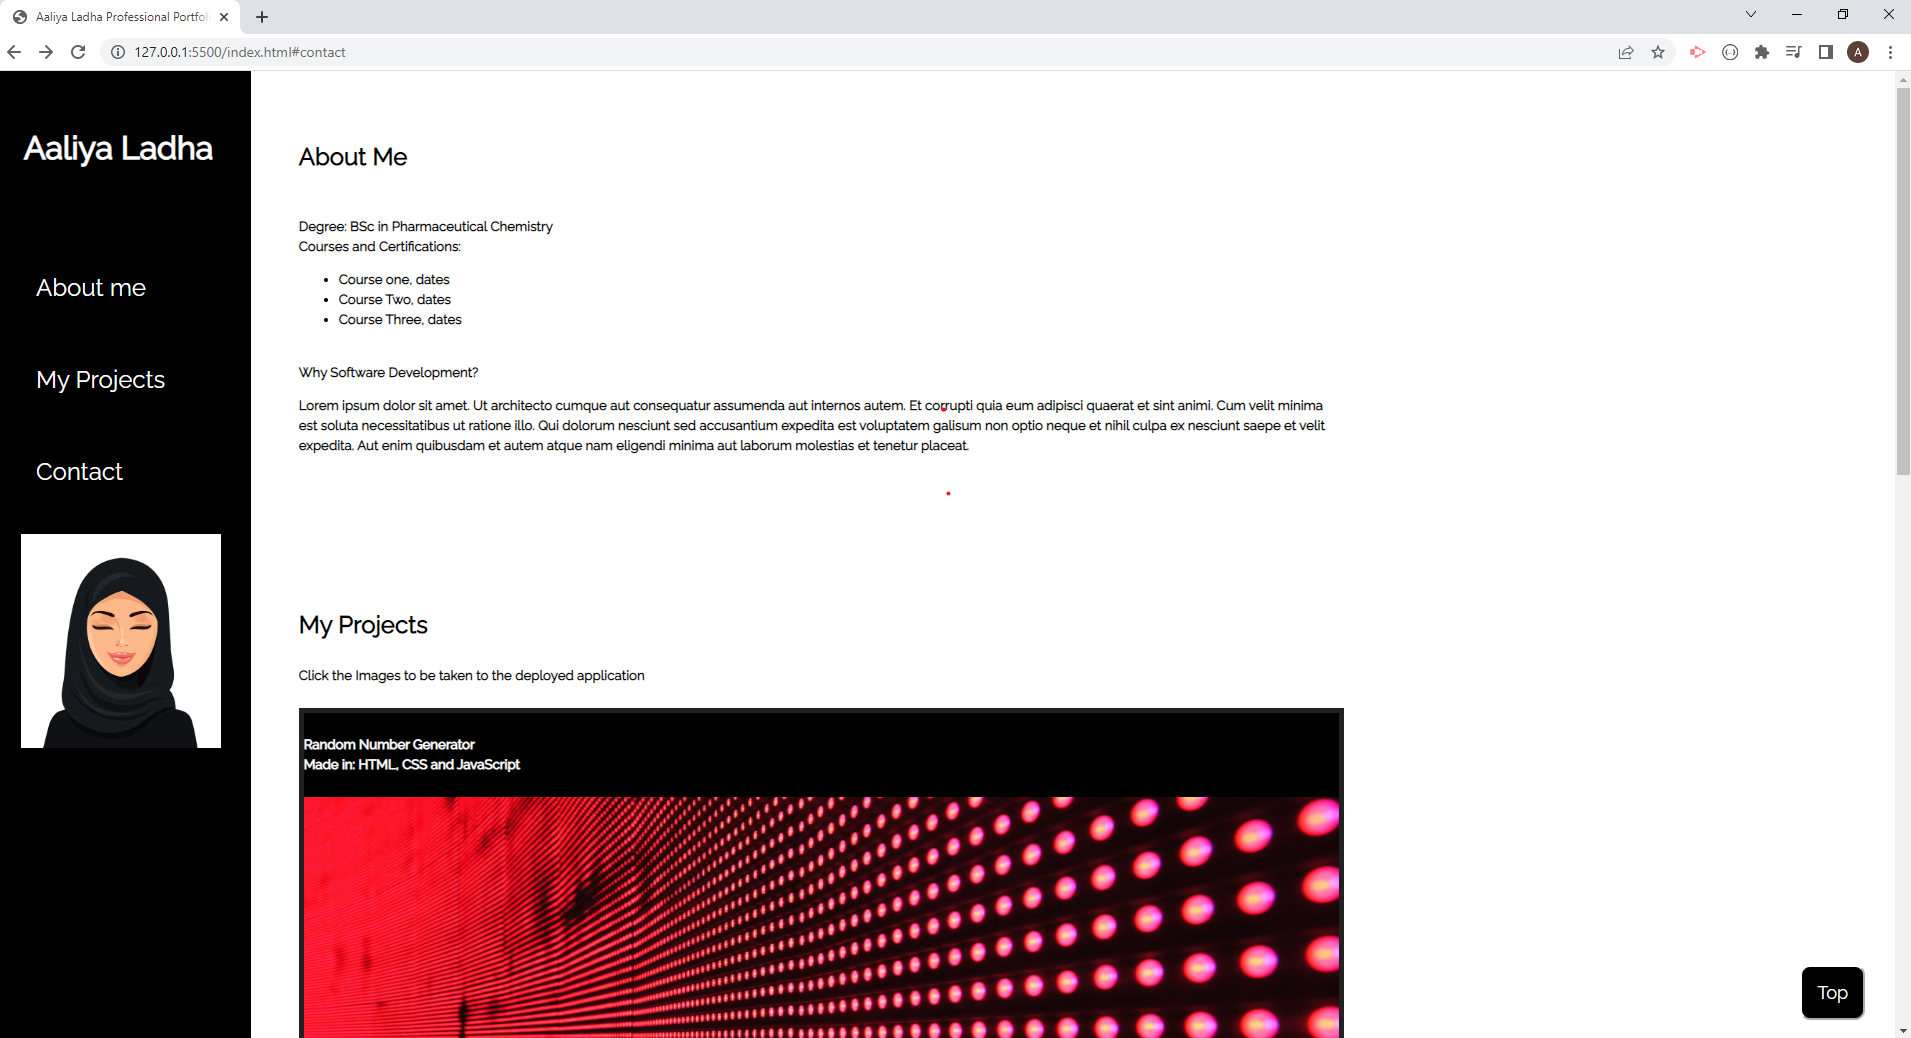 Aaliya Ladha Professional Portfol
127.0.0.1:5500/index.html#contact
A
Aaliya Ladha
About me
My Projects
Contact
About Me
Degree: BSc in Pharmaceutical Chemistry
Courses and Certifications:
• Course one, dates
• Course Two, dates
• Course Three, dates
Why Software Development?
Lorem ipsum dolor sit amet. Ut architecto cumque aut consequatur assumenda aut internos autem. Et corrupti quia eum adipisci quaerat et sint animi. Cum velit minima
est soluta necessitatibus ut ratione illo. Qui dolorum nesciunt sed accusantium expedita est voluptatem galisum non optio neque et nihil culpa ex nesciunt saepe et velit
expedita. Aut enim quibusdam et autem atque nam eligendi minima aut laborum molestias et tenetur placeat.
My Projects
Click the Images to be taken to the deployed application
Random Number Generator
Made in: HTML, CSS and JavaScript
Top